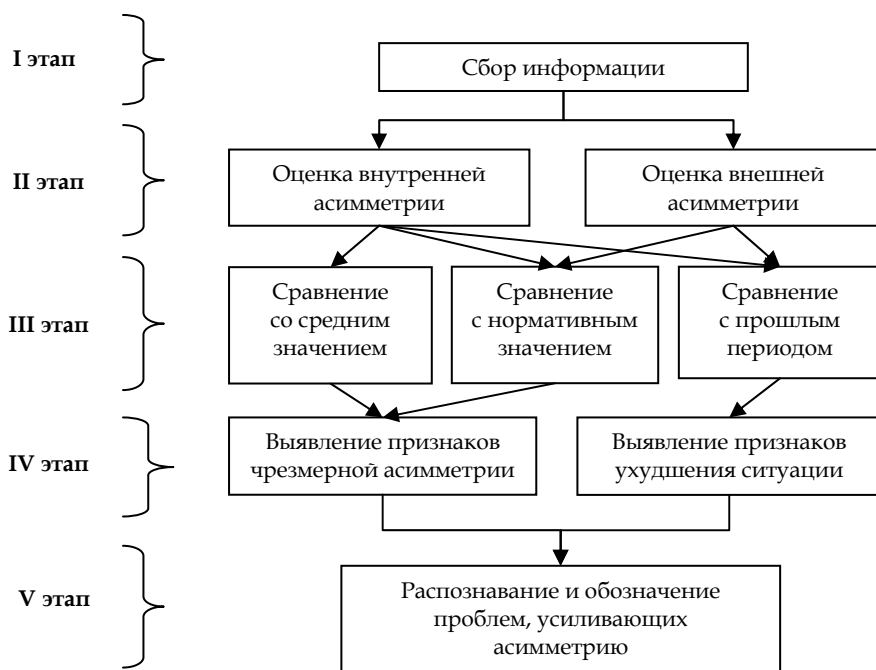 I этап
Сбор информации
II этап
Оценка внутренней
асимметрии
Оценка внешней
асимметрии
III этап
Сравнение
со средним
значением
Сравнение
с нормативным
значением
Сравнение
с прошлым
периодом
IV этап
Выявление признаков
чрезмерной асимметрии
Выявление признаков
ухудшения ситуации
V этап
Распознавание и обозначение
проблем, усиливающих
асимметрию